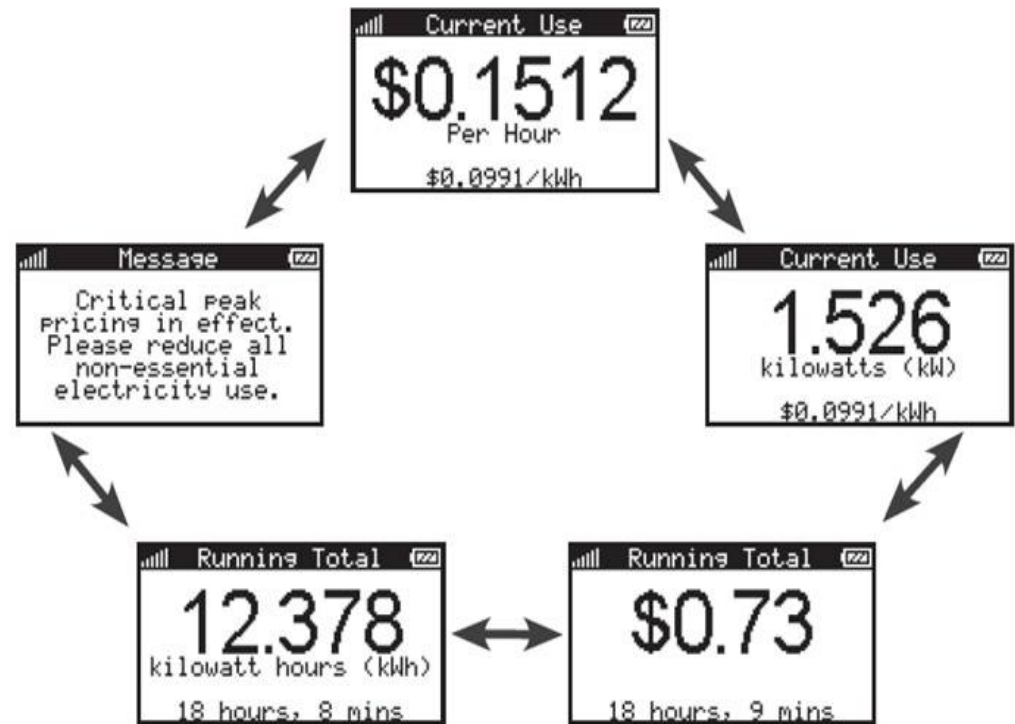 Current Use
$0.1512
Per Hour
$0.0991/kWh
Message
Critical peak
pricing in effect.
Please reduce all
non-essential
electricity use.
Current Use
1.526
kilowatts (kW)
$0.0991/kWh
Running Total
12.378
kilowatt hours (kWh)
18 hours, 8 mins
Running Total
$0.73
18 hours, 9 mins